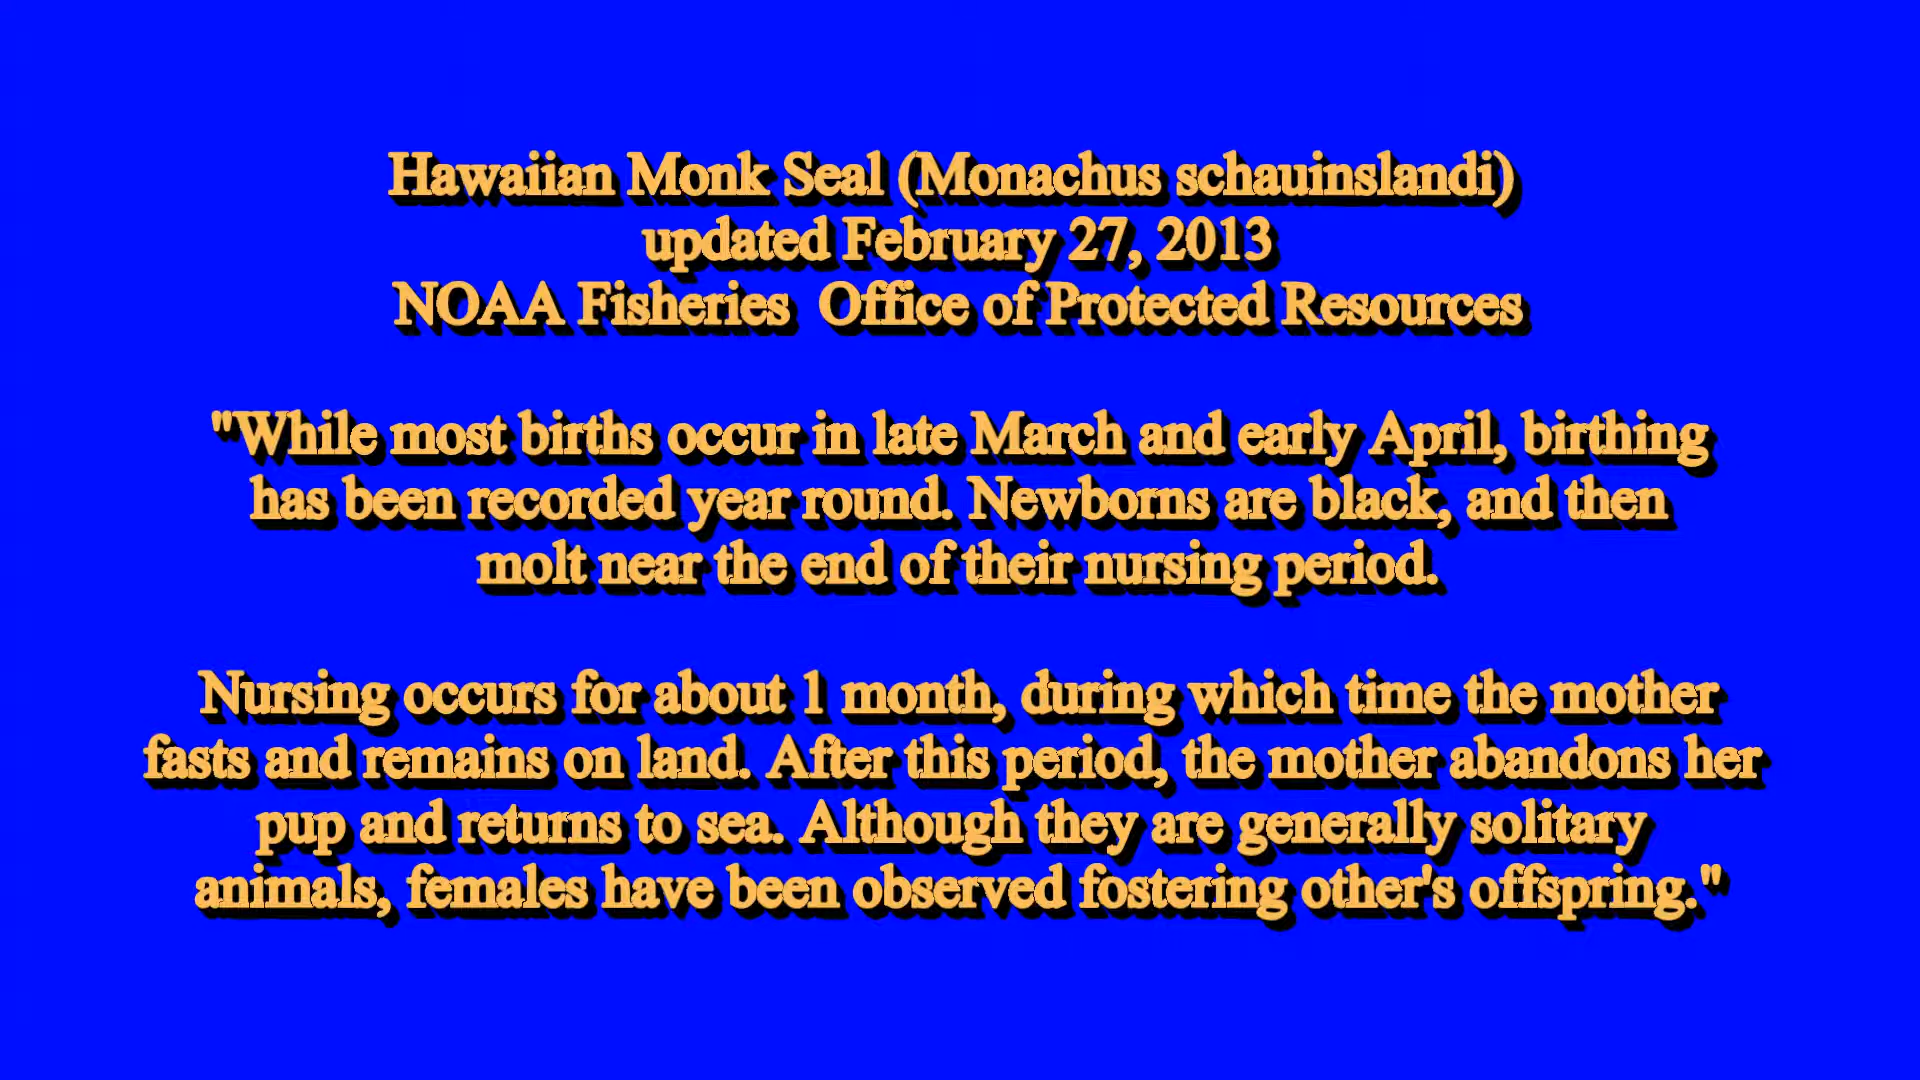 Hawaiian Monk Seal (Monachus schauinslandi)
updated February 27, 2013
NOAA Fisheries  Office of Protected Resources
"While most births occur in late March and early April, birthing
has been recorded year round. Newborns are black, and then
molt near the end of their nursing period.
Nursing occurs for about 1 month, during which time the mother
fasts and remains on land. After this period, the mother abandons her
pup and returns to sea. Although they are generally solitary
animals, females have been observed fostering other's offspring."